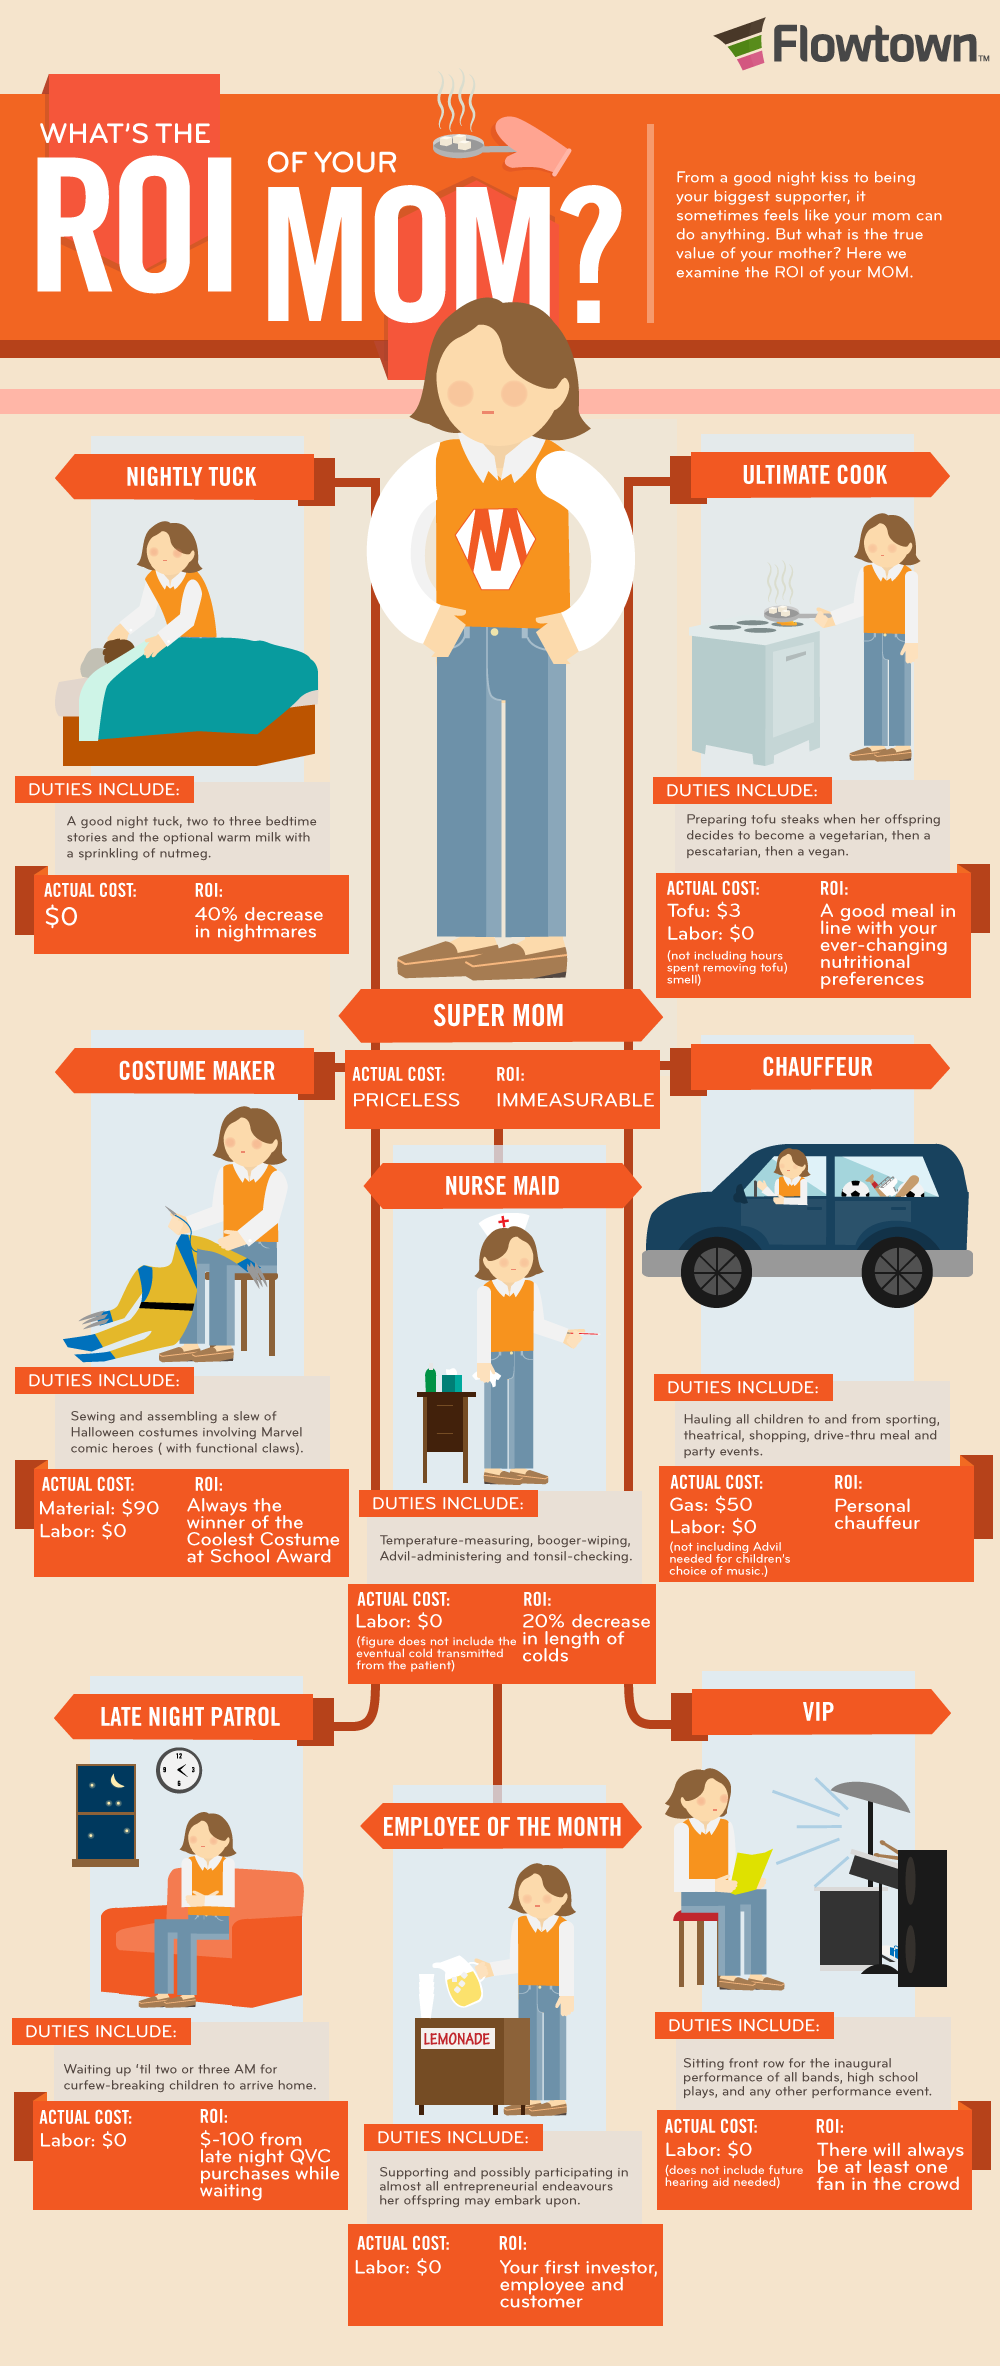 Flowtown™
WHAT'S THE
ROI
OF YOUR
MOM?
From a good night kiss to being
your biggest supporter, it
sometimes feels like your mom can
do anything. But what is the true
value of your mother? Here we
examine the ROI of your MOM.
M
NIGHTLY TUCK
DUTIES INCLUDE:
A good night tuck, two to three bedtime
stories and the optional warm milk with
a sprinkling of nutmeg.
ACTUAL COST:
$0
ROI:
40% decrease
in nightmares
ULTIMATE COOK
DUTIES INCLUDE:
Preparing tofu steaks when her offspring
decides to become a vegetarian, then a
pescatarian, then a vegan.
ACTUAL COST:
Tofu: $3
Labor: $0
(not including hours
spent removing tofu)
smell)
ROI:
A good meal in
line with your
ever-changing
nutritional
preferences
SUPER MOM
ACTUAL COST:
PRICELESS
ROI:
IMMEASURABLE
COSTUME MAKER
DUTIES INCLUDE:
Sewing and assembling a slew of
Halloween costumes involving Marvel
comic heroes ( with functional claws).
ACTUAL COST:
Material: $90
Labor: $0
ROI:
Always the
winner of the
Coolest Costume
at School Award
CHAUFFEUR
DUTIES INCLUDE:
Hauling all children to and from sporting,
theatrical, shopping, drive-thru meal and
party events.
ACTUAL COST:
Gas: $50
Labor: $0
(not including Advil
needed for children's
choice of music.)
ROI:
Personal
chauffeur
NURSE MAID
DUTIES INCLUDE:
Temperature-measuring, booger-wiping,
Advil-administering and tonsil-checking.
ACTUAL COST:
Labor: $0
(figure does not include the
eventual cold transmitted
from the patient)
ROI:
20% decrease
in length of
colds
LATE NIGHT PATROL
12
3
6
9
DUTIES INCLUDE:
Waiting up 'til two or three AM for
curfew-breaking children to arrive home.
ACTUAL COST:
Labor: $0
ROI:
$-100 from
late night QVC
purchases while
waiting
VIP
DUTIES INCLUDE:
Sitting front row for the inaugural
performance of all bands, high school
plays, and any other performance event.
ACTUAL COST:
Labor: $0
(does not include future
hearing aid needed)
ROI:
There will always
be at least one
fan in the crowd
EMPLOYEE OF THE MONTH
LEMONADE
DUTIES INCLUDE:
Supporting and possibly participating in
almost all entrepreneurial endeavours
her offspring may embark upon.
ACTUAL COST:
Labor: $0
ROI:
Your first investor,
employee and
customer